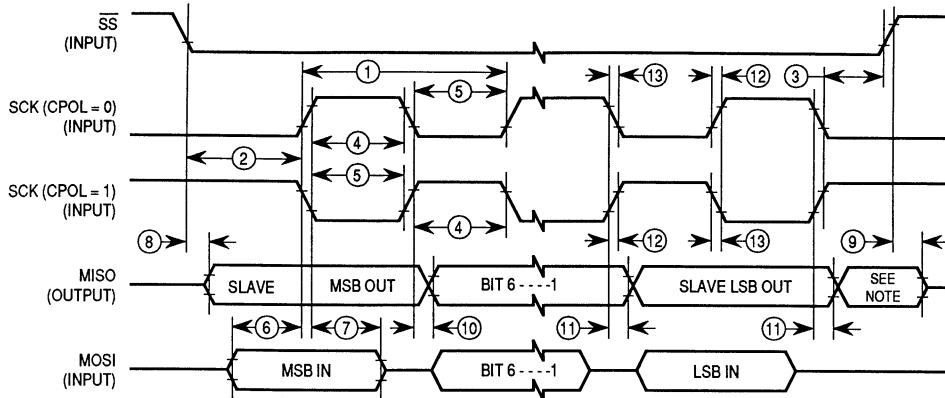 SS
(INPUT)
1 13 12 3
5
SCK (CPOL = 0)
(INPUT)
4
2
5
SCK (CPOL = 1)
(INPUT)
4
8 12 13 9
MISO
(OUTPUT)
SLAVE MSB OUT BIT 6 - - - - 1 SLAVE LSB OUT SEE
NOTE
6 7 10 11 11
MOSI
(INPUT)
MSB IN BIT 6 - - - - 1 LSB IN